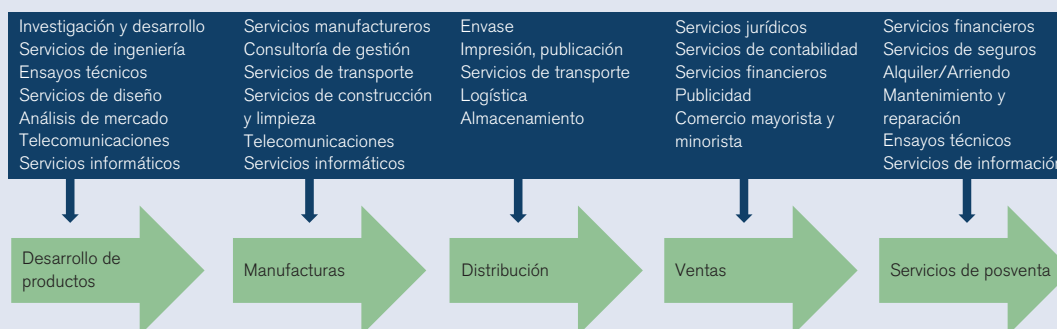 Investigación y desarrollo
Servicios de ingeniería
Ensayos técnicos
Servicios de diseño
Análisis de mercado
Telecomunicaciones
Servicios informáticos
Servicios manufactureros
Consultoría de gestión
Servicios de transporte
Servicios de construcción
y limpieza
Telecomunicaciones
Servicios informáticos
Envase
Impresión, publicación
Servicios de transporte
Logística
Almacenamiento
Servicios jurídicos
Servicios de contabilidad
Servicios financieros
Publicidad
Comercio mayorista y
minorista
Servicios financieros
Servicios de seguros
Alquiler/Arriendo
Mantenimiento y
reparación
Ensayos técnicos
Servicios de información
Desarrollo de
productos
Manufacturas
Distribución
Ventas
Servicios de posventa